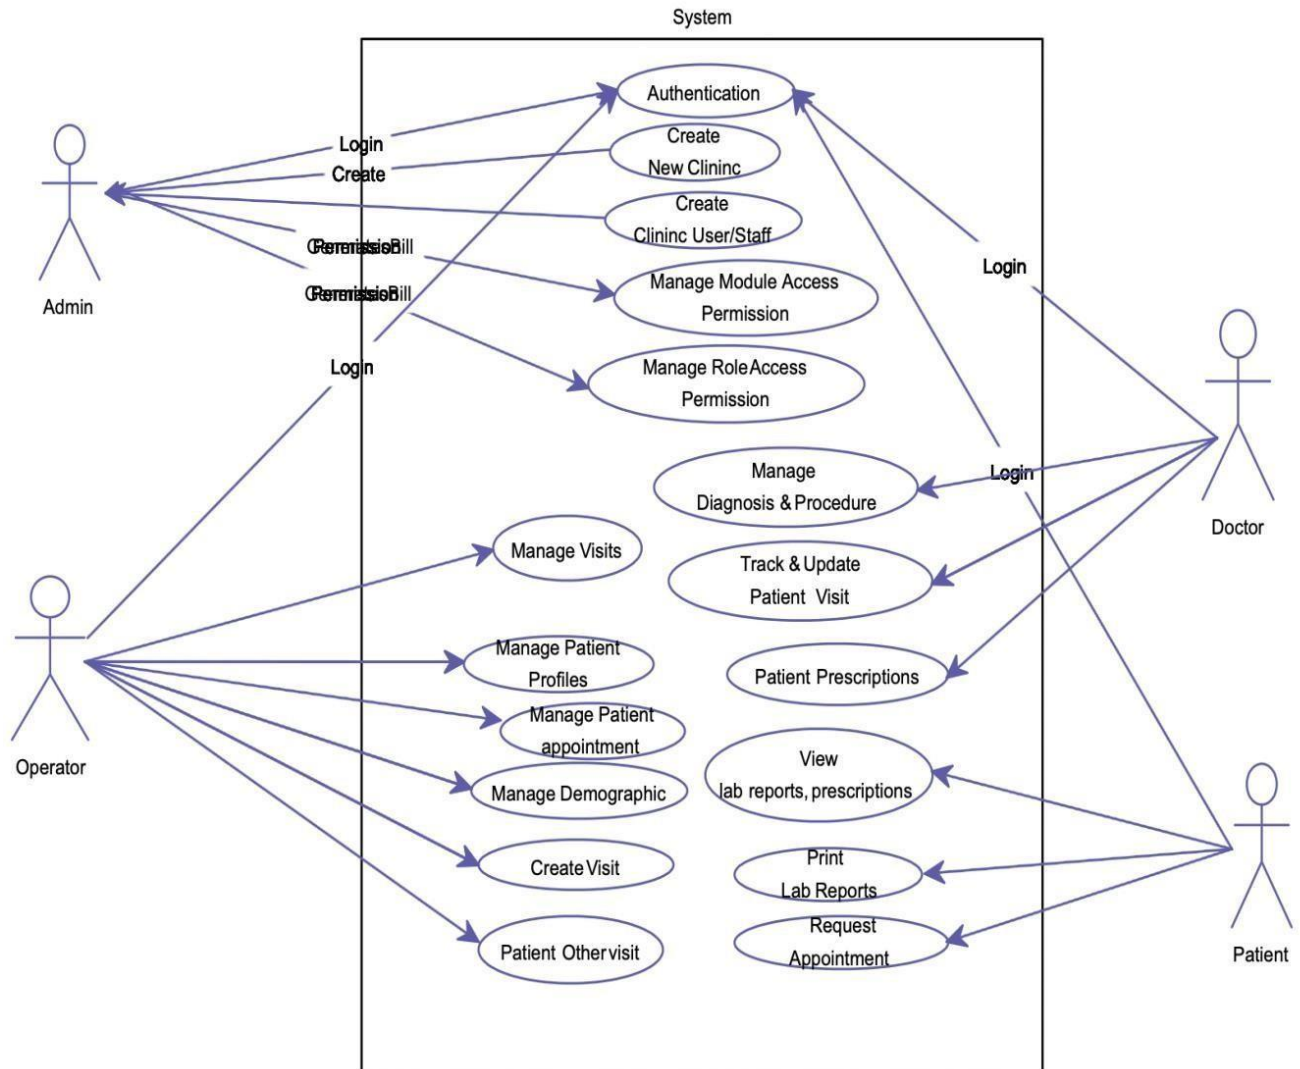 System
Authentication
Login
Create
New Clininc
Create
Create
Clininc User/Staff
Admin
Manage Module Access
Permission
Login
Manage Role Access
Permission
Login
Manage
Diagnosis & Procedure
Login
Doctor
Manage Visits
Track & Update
Patient Visit
Manage Patient
Profiles
Patient Prescriptions
Manage Patient
appointment
Operator
View
lab reports, prescriptions
Manage Demographic
Create Visit
Print
Lab Reports
Request
Appointment
Patient Other visit
Patient